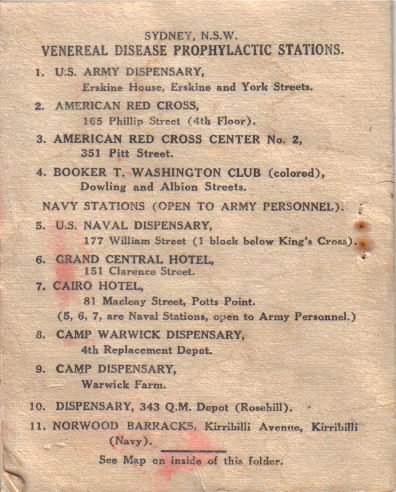 SYDNEY, N.S.W.
VENEREAL DISEASE PROPHYLACTIC STATIONS.
1. U.S. ARMY DISPENSARY,
Erskine House, Erskine and York Streets.
2. AMERICAN RED CROSS,
165 Phillip Street (4th Floor).
3. AMERICAN RED CROSS CENTER No. 2,
351 Pitt Street.
4. BOOKER T. WASHINGTON CLUB (colored),
Dowling and Albion Streets.
NAVY STATIONS (OPEN TO ARMY PERSONNEL).
5. U.S. NAVAL DISPENSARY,
177 William Street (1 block below King's Cross).
6. GRAND CENTRAL HOTEL,
151 Clarence Street.
7. CAIRO HOTEL,
81 Macleay Street, Potts Point.
(5, 6, 7, are Naval Stations, open to Army Personnel.)
8. CAMP WARWICK DISPENSARY,
4th Replacement Depot.
9. CAMP DISPENSARY,
Warwick Farm.
10. DISPENSARY, 343 Q.M. Depot (Rosehill).
11. NORWOOD BARRACKS, Kirribilli Avenue, Kirribilli
(Navy).
See Map on inside of this folder.